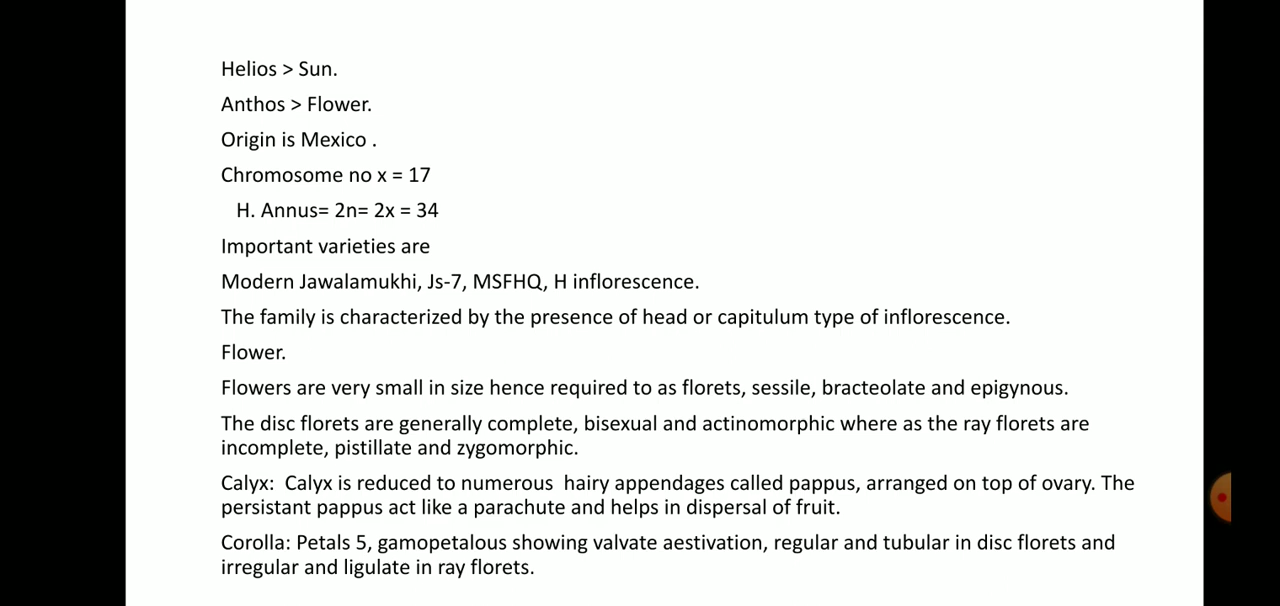 Helios > Sun.
Anthos > Flower.
Origin is Mexico .
Chromosome no x = 17
H. Annus= 2n= 2x = 34
Important varieties are
Modern Jawalamukhi, Js-7, MSFHQ, H inflorescence.
The family is characterized by the presence of head or capitulum type of inflorescence.
Flower.
Flowers are very small in size hence required to as florets, sessile, bracteolate and epigynous.
The disc florets are generally complete, bisexual and actinomorphic where as the ray florets are
incomplete, pistillate and zygomorphic.
Calyx:  Calyx is reduced to numerous  hairy appendages called pappus, arranged on top of ovary. The
persistant pappus act like a parachute and helps in dispersal of fruit.
Corolla: Petals 5, gamopetalous showing valvate aestivation, regular and tubular in disc florets and
irregular and ligulate in ray florets.